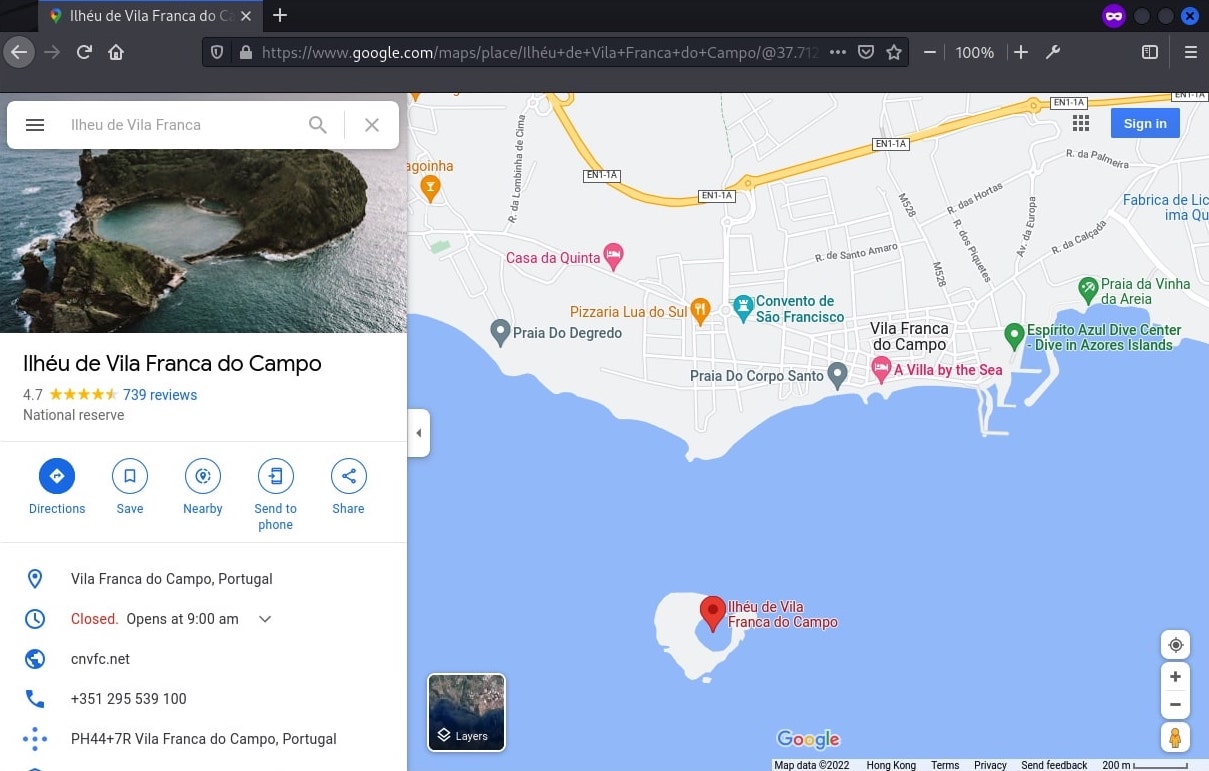 Ilhéu de Vila Franca do Ca
https://www.google.com/maps/place/Ilhéu+de+Vila+Franca+do+Campo/@37.712
100%
Ilheu de Vila Franca
Ilhéu de Vila Franca do Campo
4.7
739 reviews
National reserve
Directions
Save
Nearby
Send to
phone
Share
Vila Franca do Campo, Portugal
Closed. Opens at 9:00 am
cnvfc.net
+351 295 539 100
PH44+7R Vila Franca do Campo, Portugal
EN1-1A
EN1-1A
Sign in
agoinha
R. da Lombinha de Cima
EN1-1A
EN1-1A
EN1-1A
R. da Palmeira
R. das Hortas
M528
R. dos Piquetes
Av. da Europa
R. da Calçada
Fabrica de Lic
ima Qu
Casa da Quinta
R. de Santo Amaro
M528
Praia da Vinha
da Areia
Pizzaria Lua do Sul
Convento de
São Francisco
Praia Do Degredo
Vila Franca
do Campo
Espírito Azul Dive Center
- Dive in Azores Islands
Praia Do Corpo Santo
A Villa by the Sea
Ilhéu de Vila
Franca do Campo
Layers
Google
Map data ©2022 Hong Kong Terms Privacy Send feedback 200 m